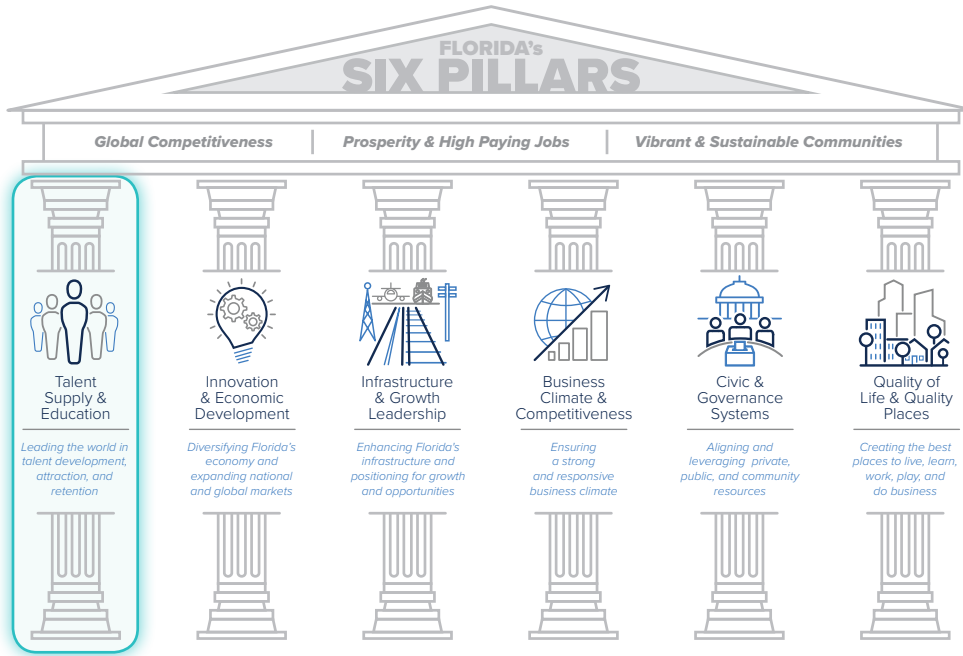 FLORIDA's
SIX PILLARS
Global Competitiveness | Prosperity & High Paying Jobs | Vibrant & Sustainable Communities
Talent
Supply &
Education
Leading the world in
talent development,
attraction, and
retention
Innovation
& Economic
Development
Diversifying Florida's
economy and
expanding national
and global markets
Infrastructure
& Growth
Leadership
Enhancing Florida's
infrastructure and
positioning for growth
and opportunities
Business
Climate &
Competitiveness
Ensuring
a strong
and responsive
business climate
Civic &
Governance
Systems
Aligning and
leveraging private,
public, and community
resources
Quality of
Life & Quality
Places
Creating the best
places to live, learn,
work, play, and
do business